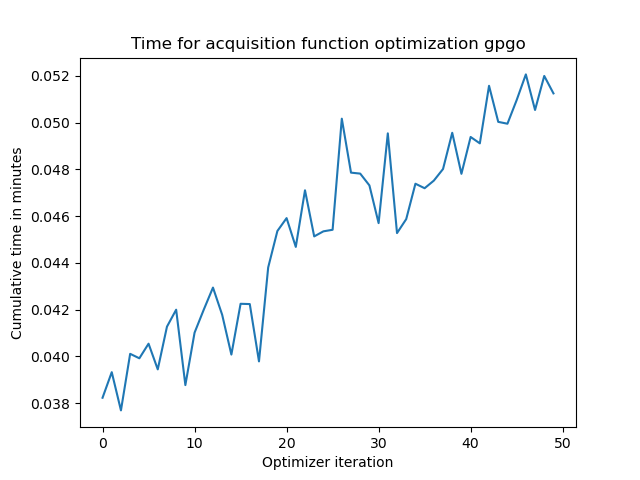 Time for acquisition function optimization gpgo
0.052
0.050
0.048
0.046
0.044
0.042
0.040
0.038
Cumulative time in minutes
0 10 20 30 40 50
Optimizer iteration